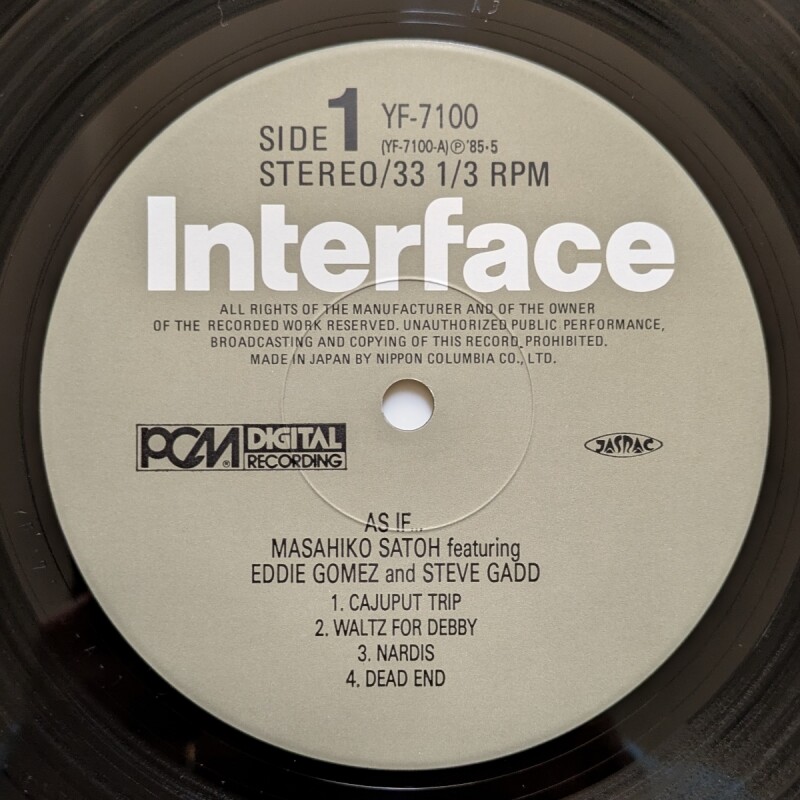 SIDE 1 YF-7100
(YF-7100-A)℗'85·5
STEREO/33 1/3 RPM
Interface
ALL RIGHTS OF THE MANUFACTURER AND OF THE OWNER
OF THE RECORDED WORK RESERVED. UNAUTHORIZED PUBLIC PERFORMANCE,
BROADCASTING AND COPYING OF THIS RECORD PROHIBITED.
MADE IN JAPAN BY NIPPON COLUMBIA CO., LTD.
PCM® DIGITAL
RECORDING
JASRAC
AS IF...
MASAHIKO SATOH featuring
EDDIE GOMEZ and STEVE GADD
1. CAJUPUT TRIP
2. WALTZ FOR DEBBY
3. NARDIS
4. DEAD END